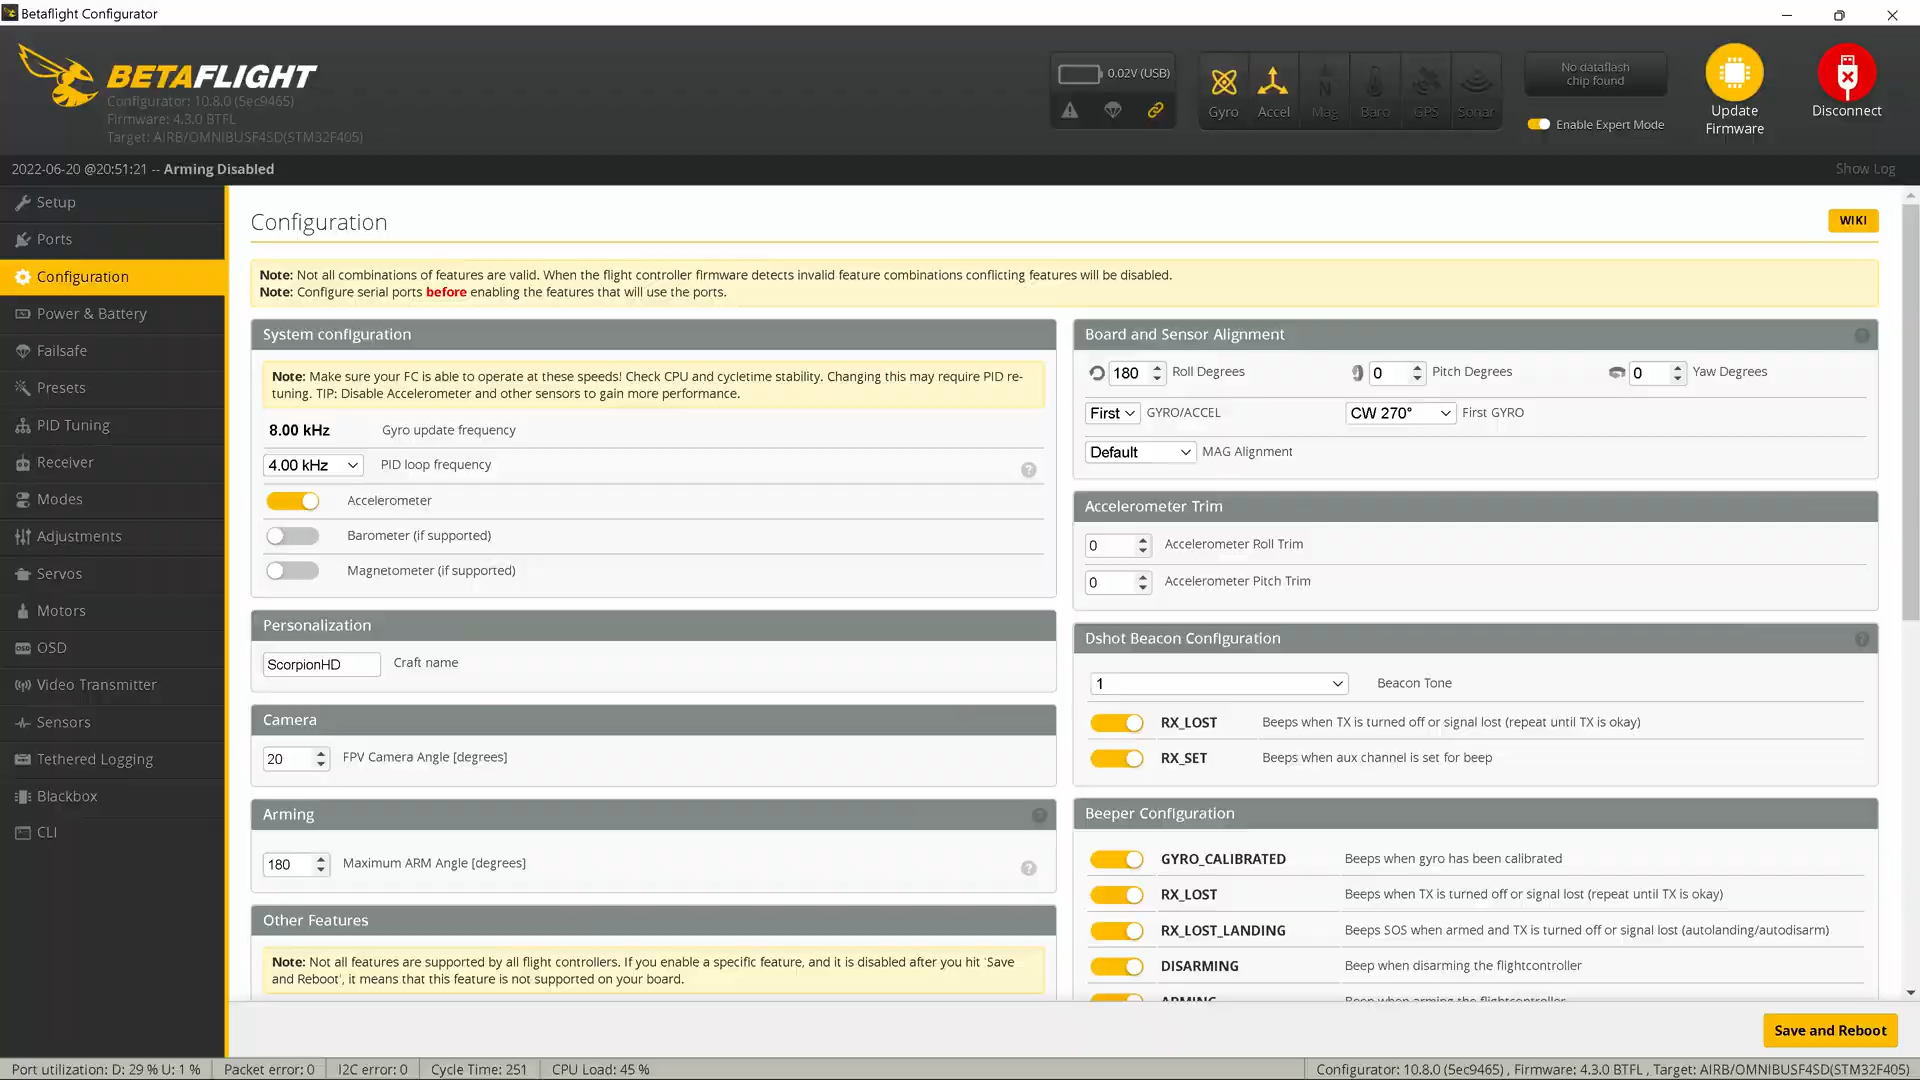 Betaflight Configurator
BETAFLIGHT
Configurator: 10.8.0 (5ec9465)
Firmware: 4.3.0 BTFL
Target: AIRB/OMNIBUSF4SD(STM32F405)
0.02V (USB)
Gyro
Accel
Mag
Baro
GPS
Sonar
No dataflash
chip found
Enable Expert Mode
Update
Firmware
Disconnect
2022-06-20 @20:51:21 -- Arming Disabled
Show Log
Setup
Ports
Configuration
Power & Battery
Failsafe
Presets
PID Tuning
Receiver
Modes
Adjustments
Servos
Motors
OSD
Video Transmitter
Sensors
Tethered Logging
Blackbox
CLI
Configuration
WIKI
Note: Not all combinations of features are valid. When the flight controller firmware detects invalid feature combinations conflicting features will be disabled.
Note: Configure serial ports before enabling the features that will use the ports.
System configuration
Note: Make sure your FC is able to operate at these speeds! Check CPU and cycletime stability. Changing this may require PID re-
tuning. TIP: Disable Accelerometer and other sensors to gain more performance.
8.00 kHz Gyro update frequency
4.00 kHz PID loop frequency
Accelerometer
Barometer (if supported)
Magnetometer (if supported)
Personalization
ScorpionHD Craft name
Camera
20 FPV Camera Angle [degrees]
Arming
180 Maximum ARM Angle [degrees]
Other Features
Note: Not all features are supported by all flight controllers. If you enable a specific feature, and it is disabled after you hit 'Save
and Reboot', it means that this feature is not supported on your board.
Board and Sensor Alignment
180 Roll Degrees 0 Pitch Degrees 0 Yaw Degrees
First GYRO/ACCEL CW 270° First GYRO
Default MAG Alignment
Accelerometer Trim
0 Accelerometer Roll Trim
0 Accelerometer Pitch Trim
Dshot Beacon Configuration
1 Beacon Tone
RX_LOST Beeps when TX is turned off or signal lost (repeat until TX is okay)
RX_SET Beeps when aux channel is set for beep
Beeper Configuration
GYRO_CALIBRATED Beeps when gyro has been calibrated
RX_LOST Beeps when TX is turned off or signal lost (repeat until TX is okay)
RX_LOST_LANDING Beeps SOS when armed and TX is turned off or signal lost (autolanding/autodisarm)
DISARMING Beep when disarming the flightcontroller
ARMING Beep when arming the flightcontroller
Save and Reboot
Port utilization: D: 29 % U: 1 % Packet error: 0 I2C error: 0 Cycle Time: 251 CPU Load: 45 % Configurator: 10.8.0 (5ec9465) , Firmware: 4.3.0 BTFL , Target: AIRB/OMNIBUSF4SD(STM32F405)